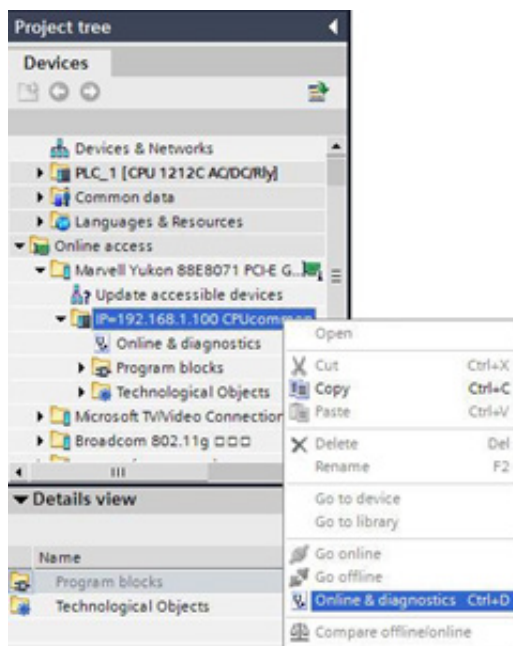 Project tree
Devices
Devices & Networks
PLC_1 [CPU 1212C AC/DC/Rly]
Common data
Languages & Resources
Online access
Marvell Yukon 88E8071 PCI-E G...
Update accessible devices
IP=192.168.1.100 CPUcommon
Online & diagnostics
Program blocks
Technological Objects
Microsoft TV/Video Connection
Broadcom 802.11g □□□
Details view
Name
Program blocks
Technological Objects
Open
Cut Ctrl+X
Copy Ctrl+C
Paste Ctrl+V
Delete Del
Rename F2
Go to device
Go to library
Go online
Go offline
Online & diagnostics Ctrl+D
Compare offline/online